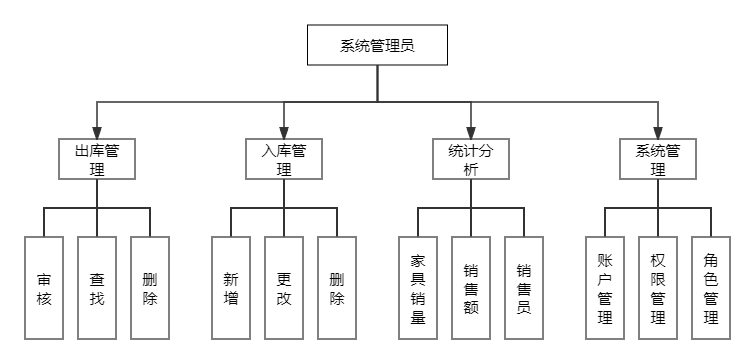 系统管理员
出库管
理
入库管
理
统计分
析
系统管
理
审
核
查
找
删
除
新
增
更
改
删
除
家
具
销
量
销
售
额
销
售
员
账
户
管
理
权
限
管
理
角
色
管
理